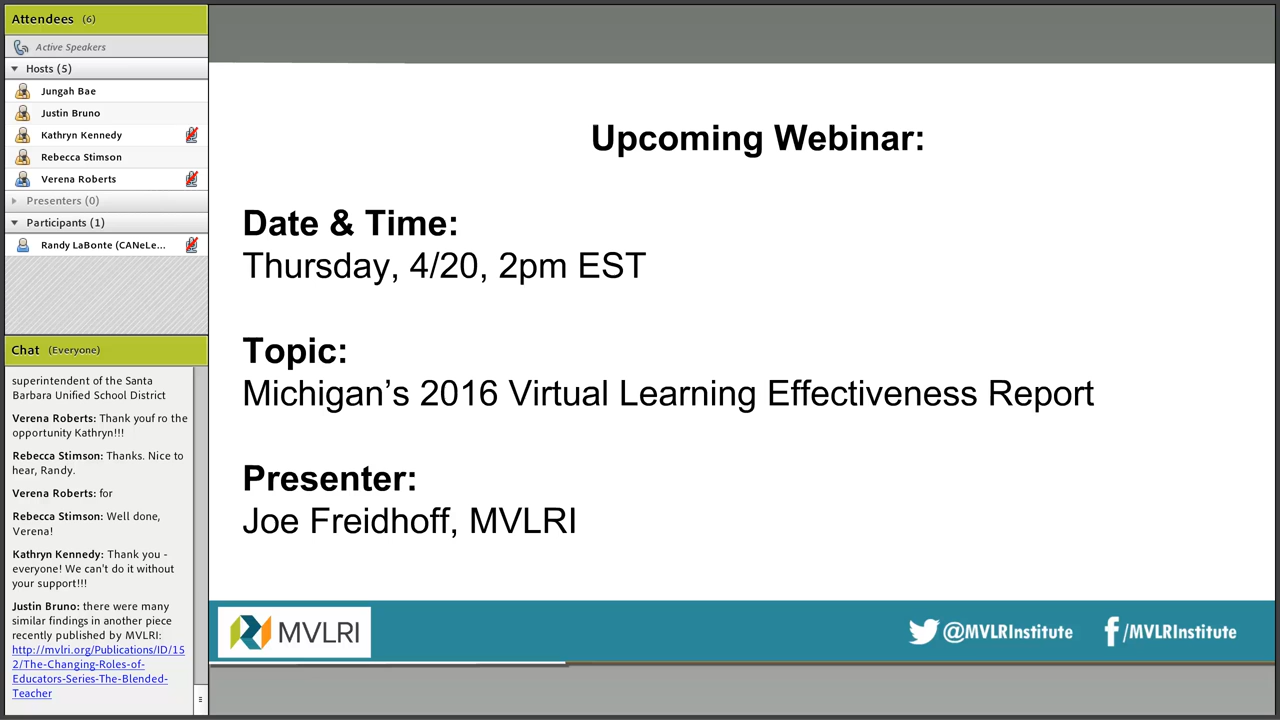 Attendees (6)
Active Speakers
Hosts (5)
Jungah Bae
Justin Bruno
Kathryn Kennedy
Rebecca Stimson
Verena Roberts
Presenters (0)
Participants (1)
Randy LaBonte (CANeLe...
Chat (Everyone)
superintendent of the Santa
Barbara Unified School District
Verena Roberts: Thank youf ro the
opportunity Kathryn!!!
Rebecca Stimson: Thanks. Nice to
hear, Randy.
Verena Roberts: for
Rebecca Stimson: Well done,
Verena!
Kathryn Kennedy: Thank you -
everyone! We can't do it without
your support!!!
Justin Bruno: there were many
similar findings in another piece
recently published by MVLRI:
http://mvlri.org/Publications/ID/15
2/The-Changing-Roles-of-
Educators-Series-The-Blended-
Teacher
Upcoming Webinar:
Date & Time:
Thursday, 4/20, 2pm EST
Topic:
Michigan’s 2016 Virtual Learning Effectiveness Report
Presenter:
Joe Freidhoff, MVLRI
MVLRI
@MVLRInstitute
/MVLRInstitute